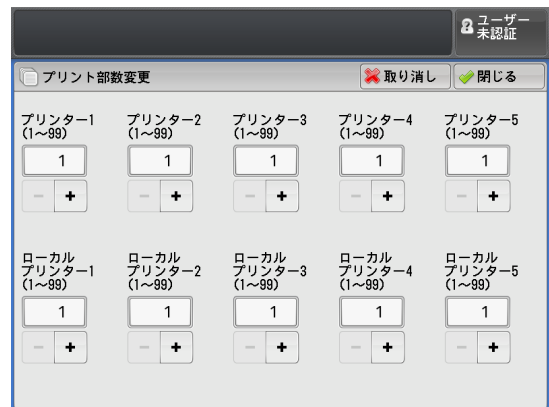 ユーザー
未認証
プリント部数変更
取り消し
閉じる
プリンター1
(1～99)
プリンター2
(1～99)
プリンター3
(1～99)
プリンター4
(1～99)
プリンター5
(1～99)
1
1
1
1
1
－ +
－ +
－ +
－ +
－ +
ローカル
プリンター1
(1～99)
ローカル
プリンター2
(1～99)
ローカル
プリンター3
(1～99)
ローカル
プリンター4
(1～99)
ローカル
プリンター5
(1～99)
1
1
1
1
1
－ +
－ +
－ +
－ +
－ +